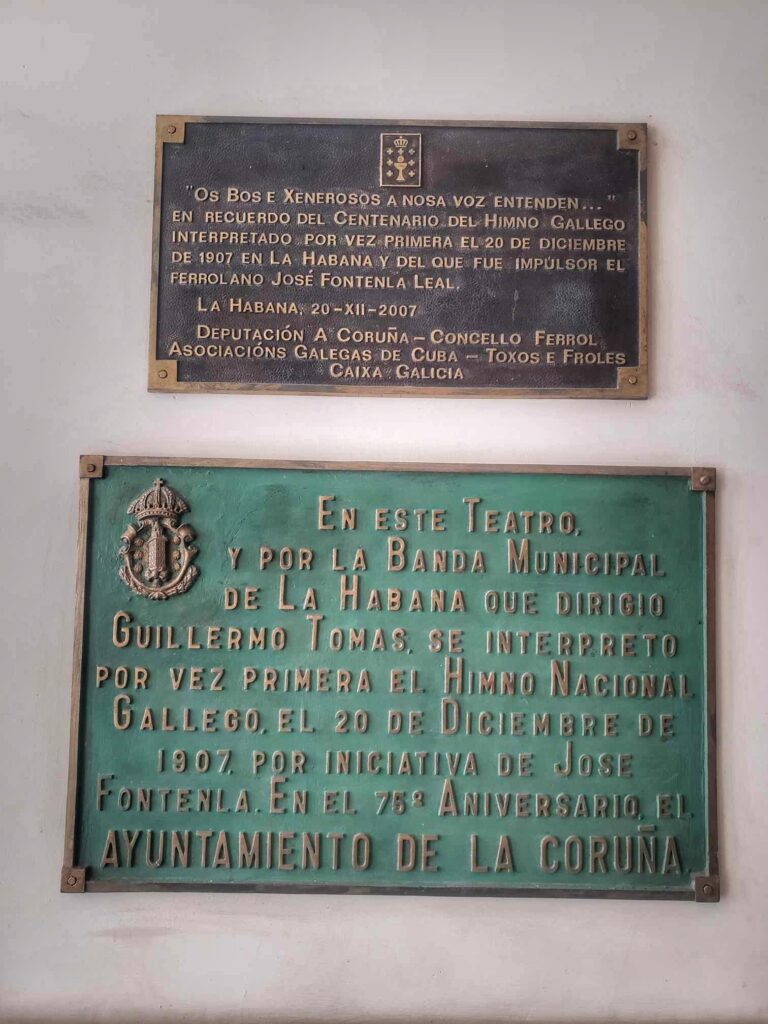 "Os Bos e Xenerosos a nosa voz entenden..."
en recuerdo del Centenario del Himno Gallego
interpretado por vez primera el 20 de diciembre
de 1907 en La Habana y del que fue impúlsor el
ferrolano José Fontenla Leal.
La Habana, 20-XII-2007
Deputación A Coruña - Concello Ferrol
Asociacións Galegas de Cuba - Toxos e Froles
Caixa Galicia
En este Teatro,
y por la Banda Municipal
de La Habana que dirigio
Guillermo Tomas, se interpreto
por vez primera el Himno Nacional
Gallego, el 20 de Diciembre de
1907, por iniciativa de Jose
Fontenla. En el 75º Aniversario, el
AYUNTAMIENTO DE LA CORUÑA.